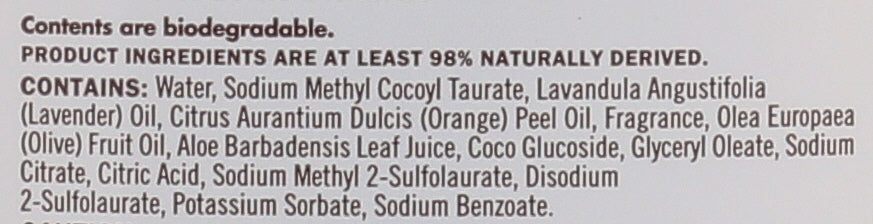 Contents are biodegradable.
PRODUCT INGREDIENTS ARE AT LEAST 98% NATURALLY DERIVED.
CONTAINS: Water, Sodium Methyl Cocoyl Taurate, Lavandula Angustifolia
(Lavender) Oil, Citrus Aurantium Dulcis (Orange) Peel Oil, Fragrance, Olea Europaea
(Olive) Fruit Oil, Aloe Barbadensis Leaf Juice, Coco Glucoside, Glyceryl Oleate, Sodium
Citrate, Citric Acid, Sodium Methyl 2-Sulfolaurate, Disodium
2-Sulfolaurate, Potassium Sorbate, Sodium Benzoate.